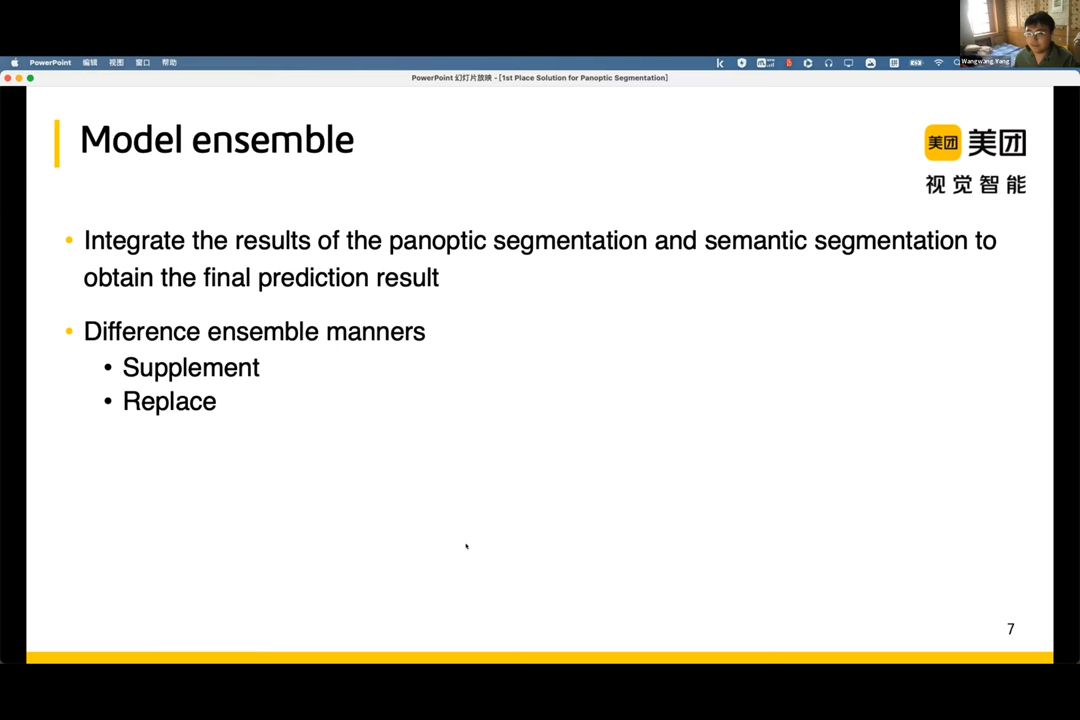 PowerPoint 编辑 视图 窗口 帮助
Wangwang Yang
PowerPoint 幻灯片放映 - [1st Place Solution for Panoptic Segmentation]
Model ensemble
美团 美团
视觉智能
• Integrate the results of the panoptic segmentation and semantic segmentation to
obtain the final prediction result
• Difference ensemble manners
• Supplement
• Replace
7